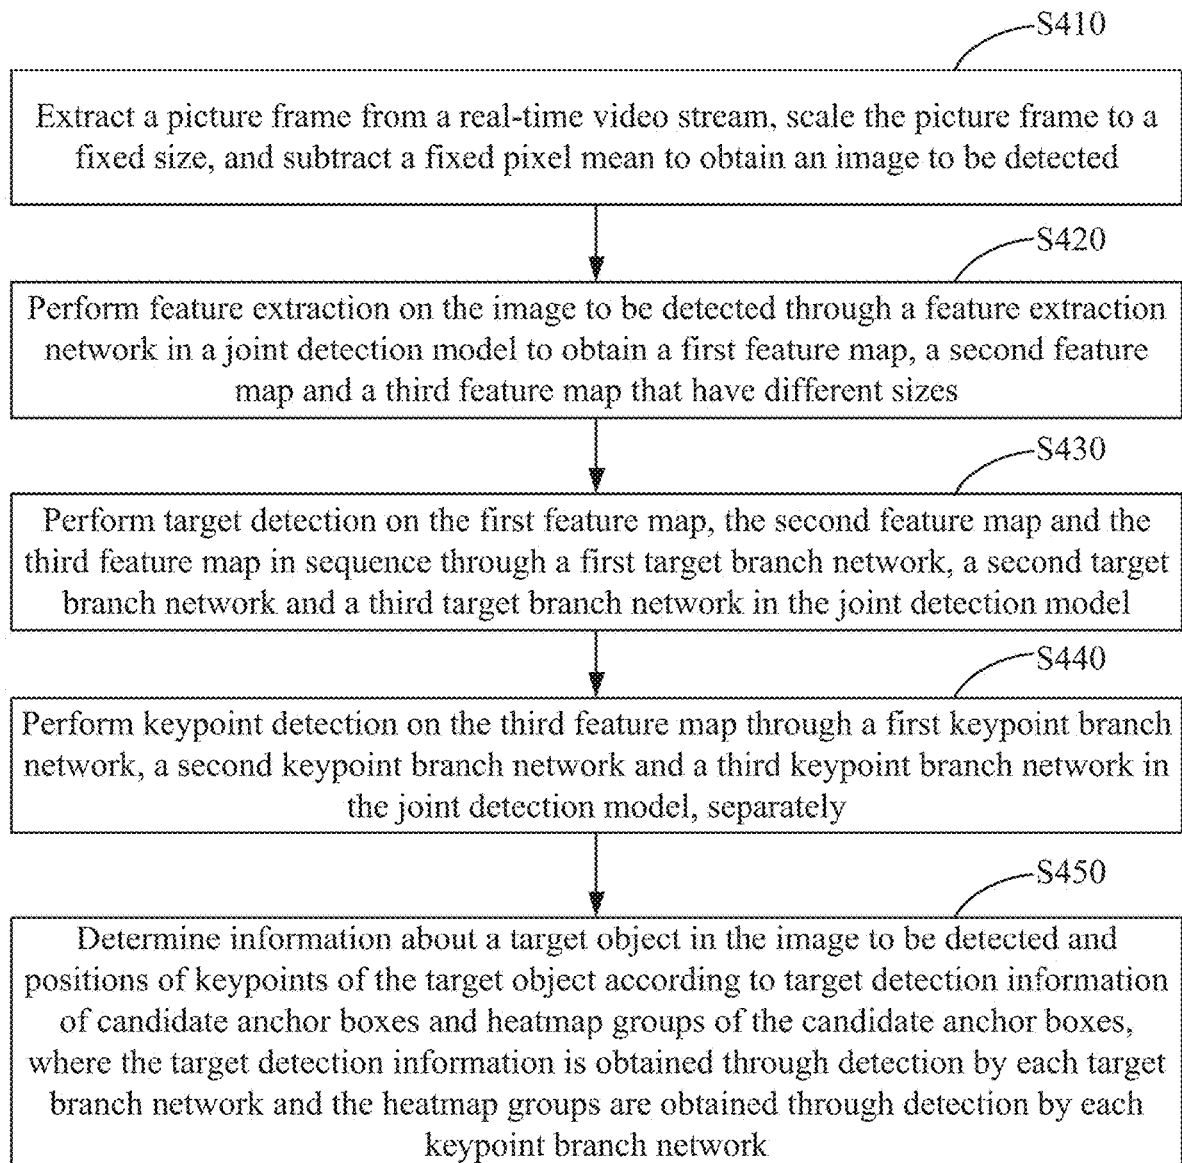 S410
Extract a picture frame from a real-time video stream, scale the picture frame to a
fixed size, and subtract a fixed pixel mean to obtain an image to be detected
S420
Perform feature extraction on the image to be detected through a feature extraction
network in a joint detection model to obtain a first feature map, a second feature
map and a third feature map that have different sizes
S430
Perform target detection on the first feature map, the second feature map and the
third feature map in sequence through a first target branch network, a second target
branch network and a third target branch network in the joint detection model
S440
Perform keypoint detection on the third feature map through a first keypoint branch
network, a second keypoint branch network and a third keypoint branch network in
the joint detection model, separately
S450
Determine information about a target object in the image to be detected and
positions of keypoints of the target object according to target detection information
of candidate anchor boxes and heatmap groups of the candidate anchor boxes,
where the target detection information is obtained through detection by each target
branch network and the heatmap groups are obtained through detection by each
keypoint branch network